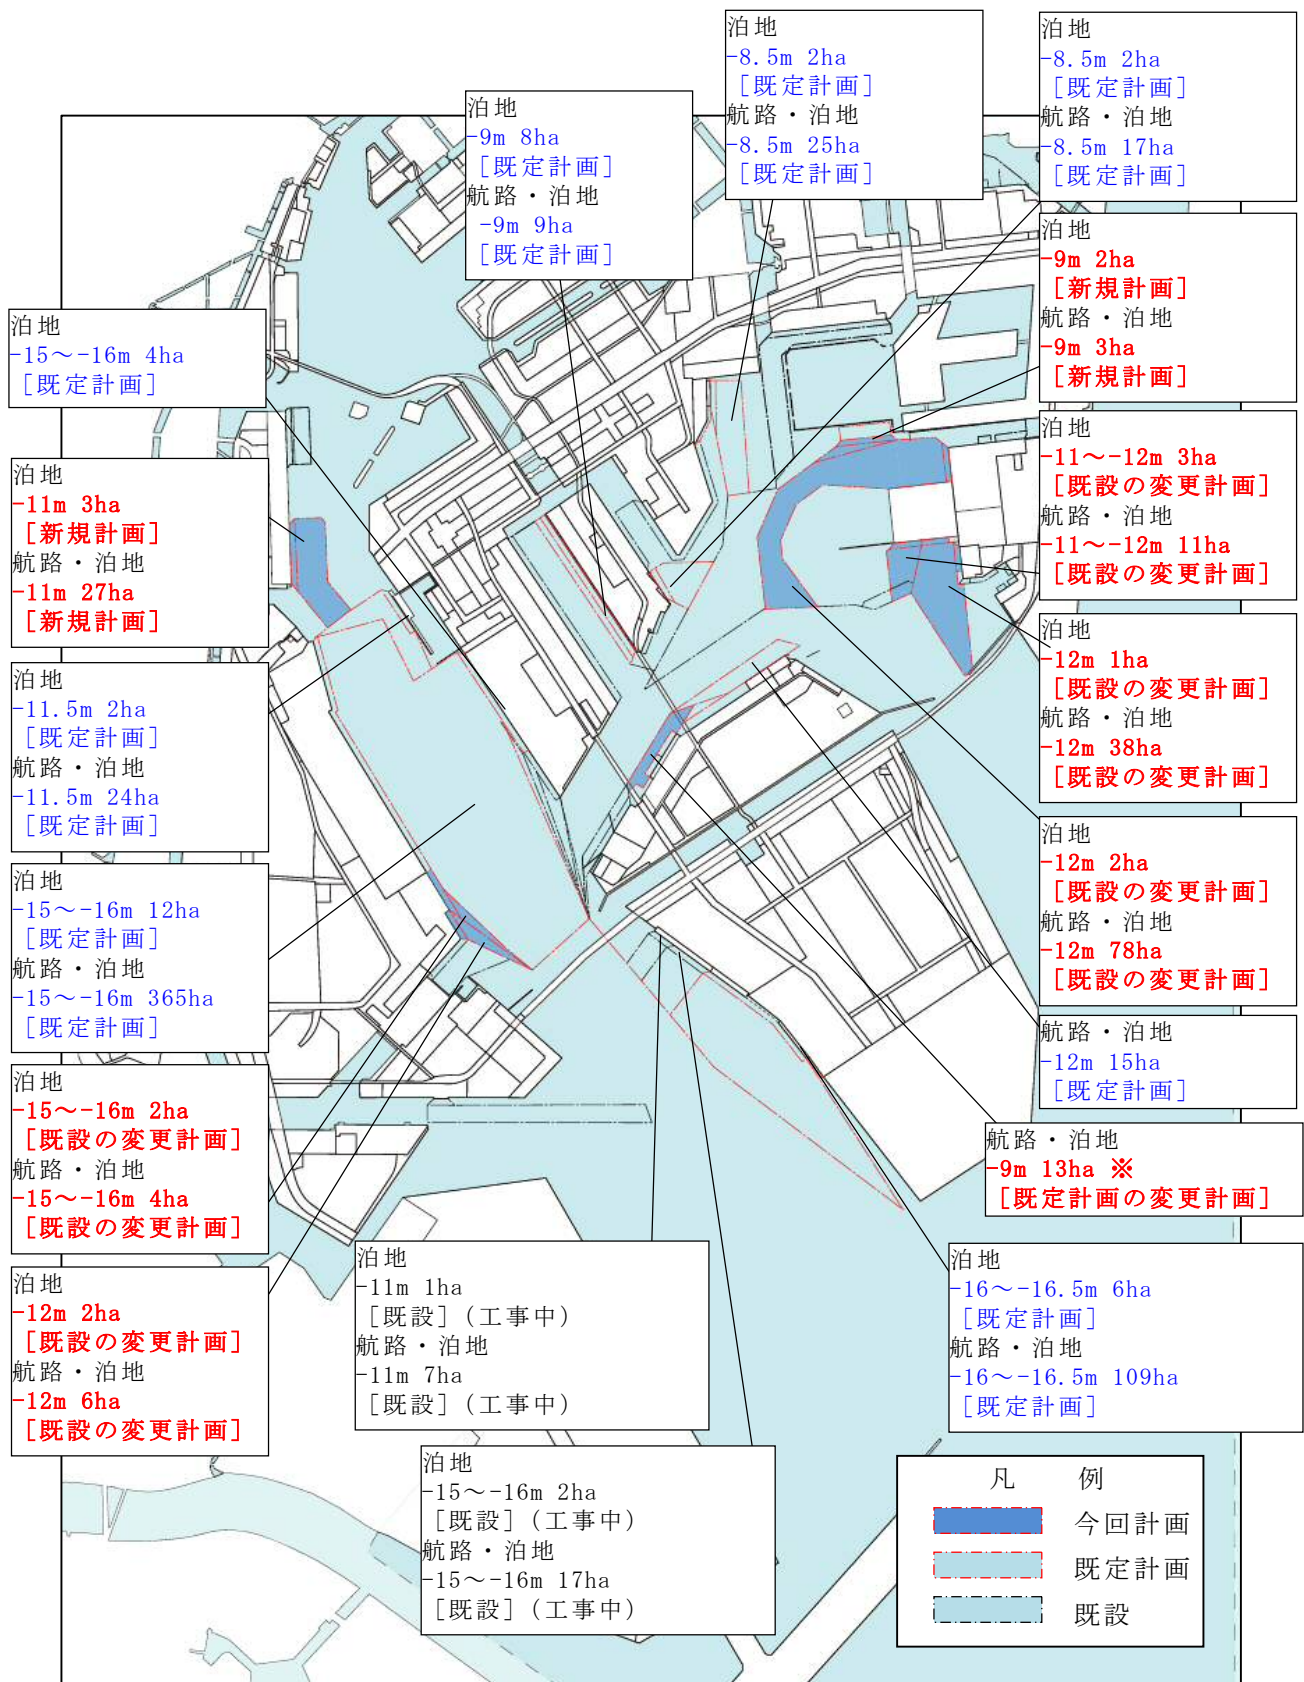 泊地
-8.5m 2ha
［既定計画］
航路・泊地
-8.5m 25ha
［既定計画］
泊地
-8.5m 2ha
［既定計画］
航路・泊地
-8.5m 17ha
［既定計画］
泊地
-9m 8ha
［既定計画］
航路・泊地
-9m 9ha
［既定計画］
泊地
-9m 2ha
［新規計画］
航路・泊地
-9m 3ha
［新規計画］
泊地
-15～-16m 4ha
［既定計画］
泊地
-11～-12m 3ha
［既設の変更計画］
航路・泊地
-11～-12m 11ha
［既設の変更計画］
泊地
-11m 3ha
［新規計画］
航路・泊地
-11m 27ha
［新規計画］
泊地
-12m 1ha
［既設の変更計画］
航路・泊地
-12m 38ha
［既設の変更計画］
泊地
-11.5m 2ha
［既定計画］
航路・泊地
-11.5m 24ha
［既定計画］
泊地
-12m 2ha
［既設の変更計画］
航路・泊地
-12m 78ha
［既設の変更計画］
泊地
-15～-16m 12ha
［既定計画］
航路・泊地
-15～-16m 365ha
［既定計画］
航路・泊地
-12m 15ha
［既定計画］
泊地
-15～-16m 2ha
［既設の変更計画］
航路・泊地
-15～-16m 4ha
［既設の変更計画］
航路・泊地
-9m 13ha ※
［既定計画の変更計画］
泊地
-12m 2ha
［既設の変更計画］
航路・泊地
-12m 6ha
［既設の変更計画］
泊地
-11m 1ha
［既設］（工事中）
航路・泊地
-11m 7ha
［既設］（工事中）
泊地
-16～-16.5m 6ha
［既定計画］
航路・泊地
-16～-16.5m 109ha
［既定計画］
泊地
-15～-16m 2ha
［既設］（工事中）
航路・泊地
-15～-16m 17ha
［既設］（工事中）
凡　例
今回計画
既定計画
既設